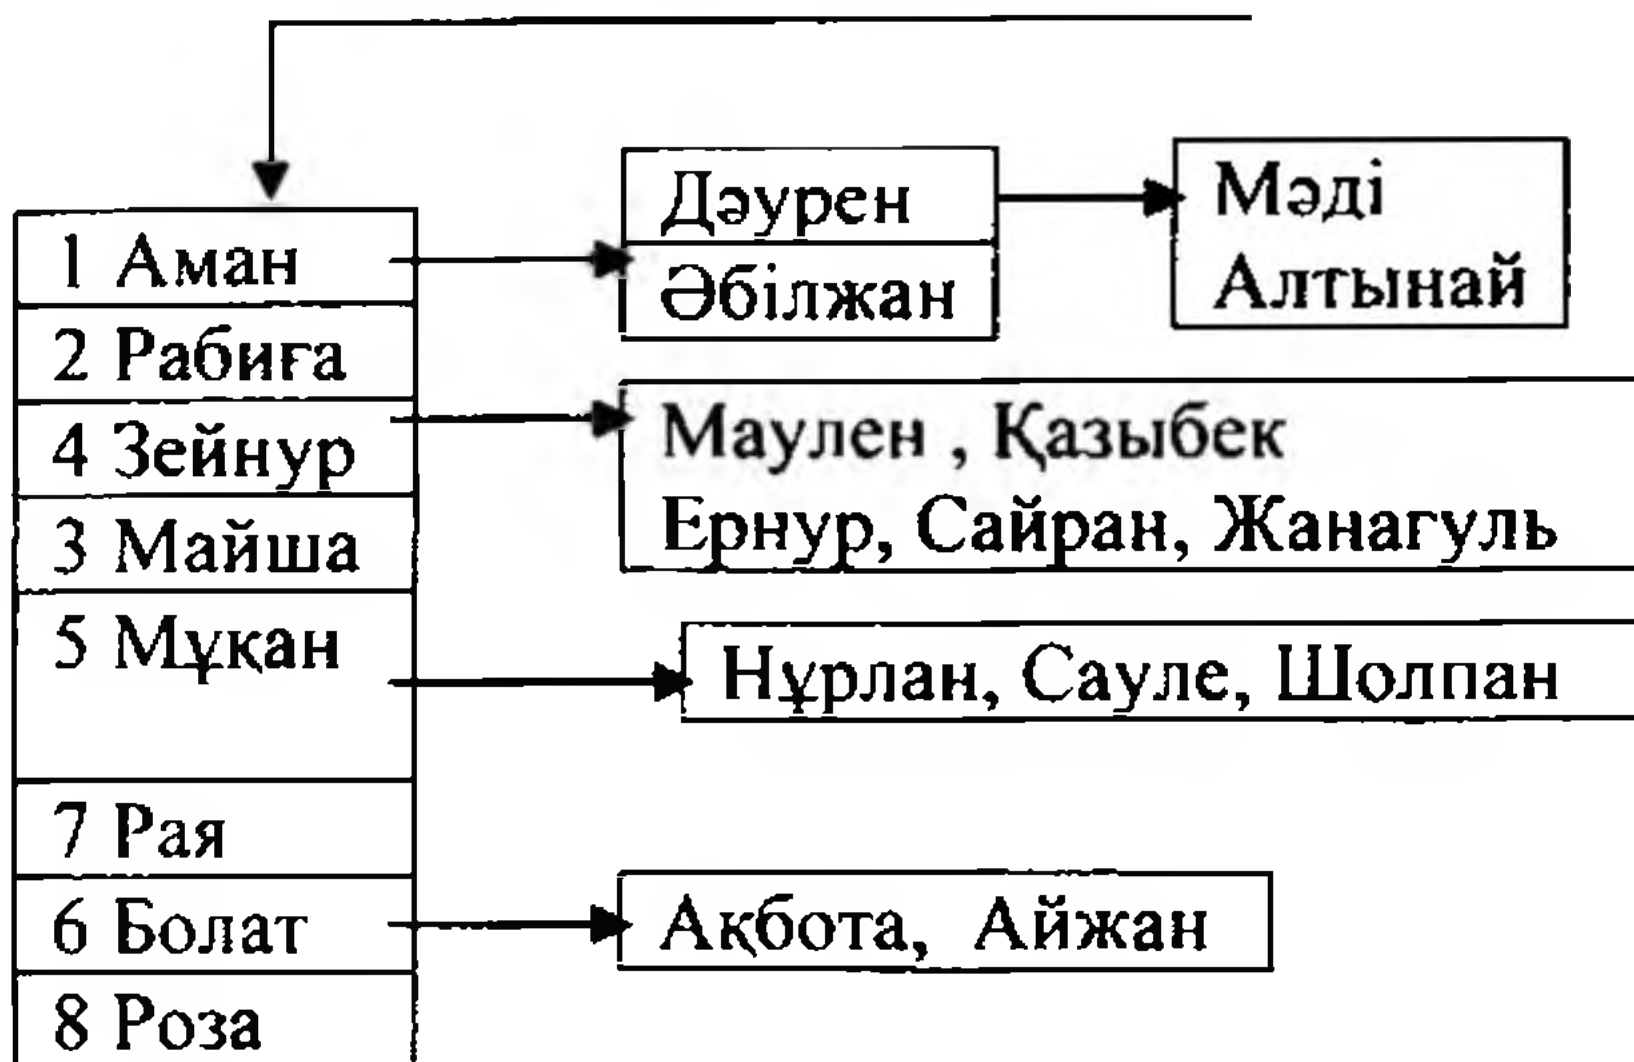 1 Аман
2 Рабиға
4 Зейнур
3 Майша
5 Мұқан
7 Рая
6 Болат
8 Роза
Дәурен
Әбілжан
Мәді
Алтынай
Маулен , Қазыбек
Ернур, Сайран, Жанагуль
Нұрлан, Сауле, Шолпан
Ақбота, Айжан